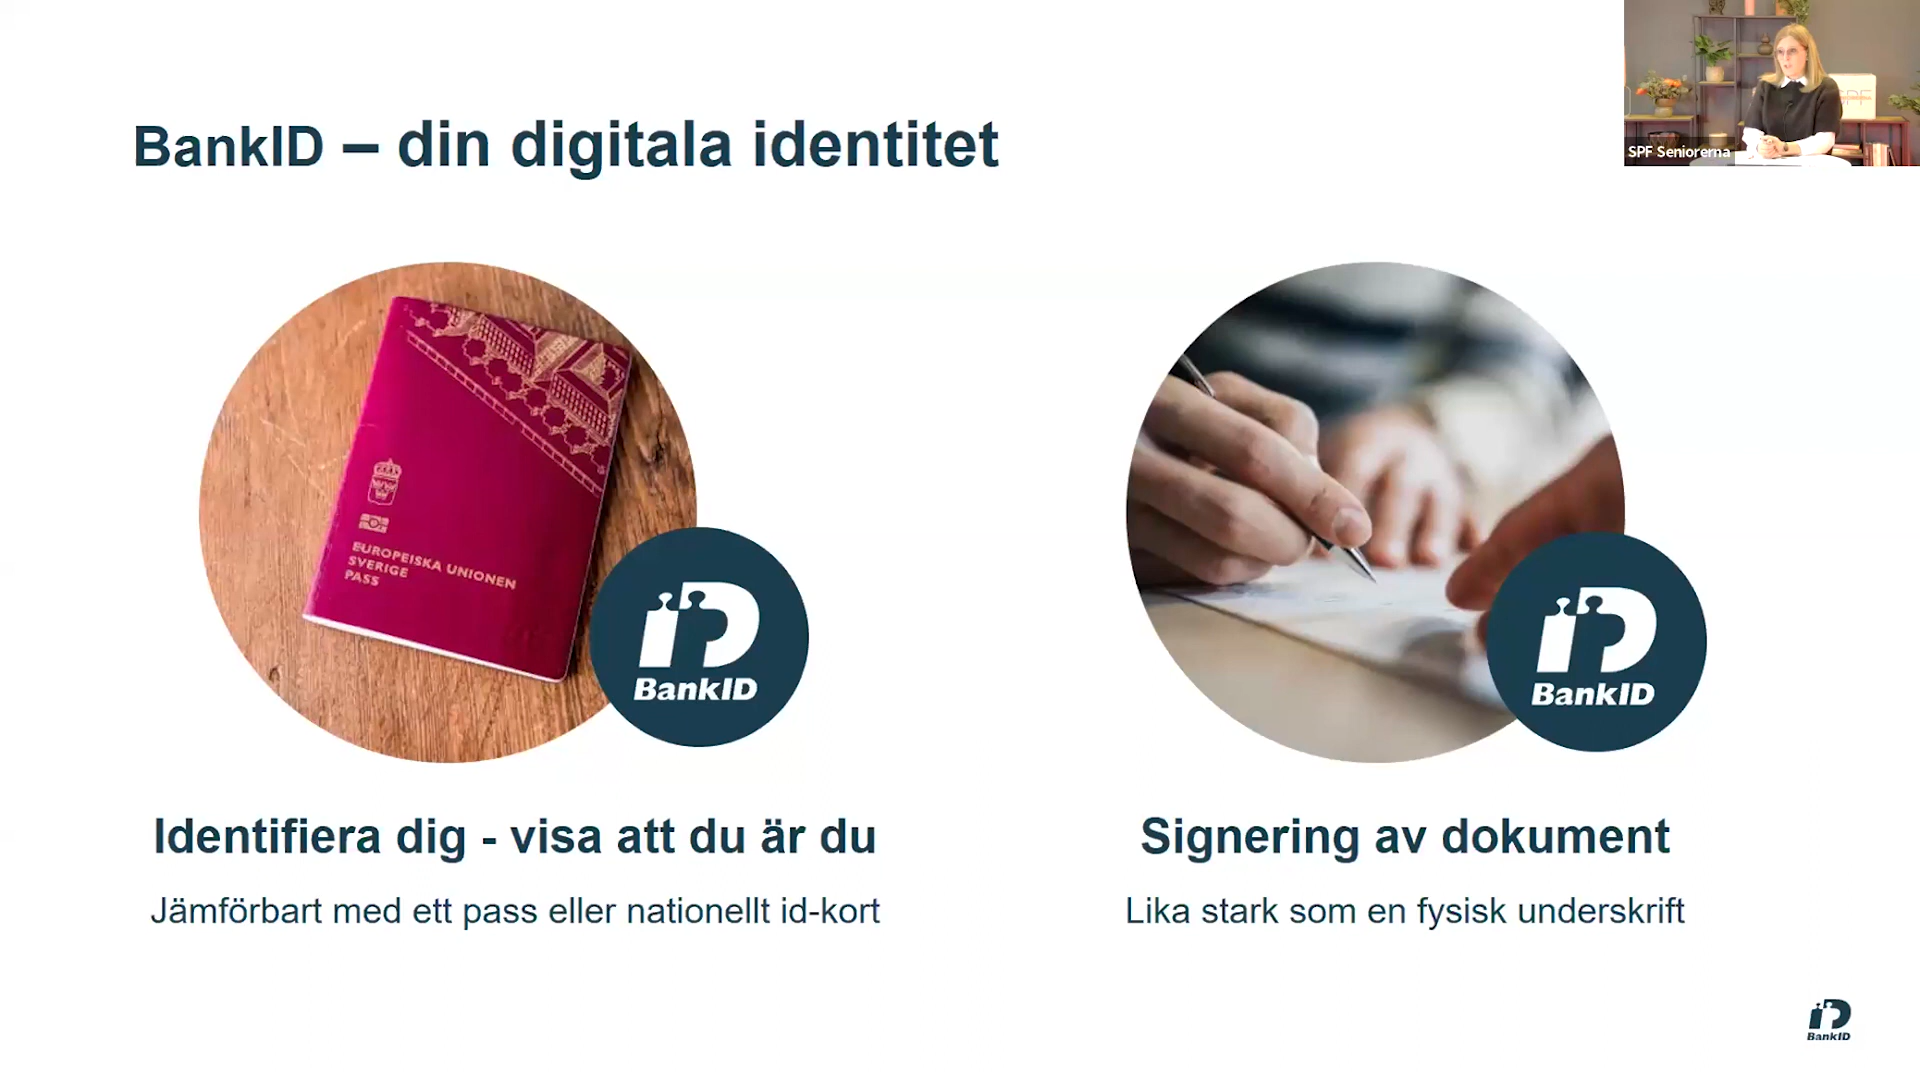 BankID – din digitala identitet
SPF
SPF Seniorerna
EUROPEISKA UNIONEN
SVERIGE
PASS
BankID
BankID
Identifiera dig - visa att du är du
Jämförbart med ett pass eller nationellt id-kort
Signering av dokument
Lika stark som en fysisk underskrift
BankID